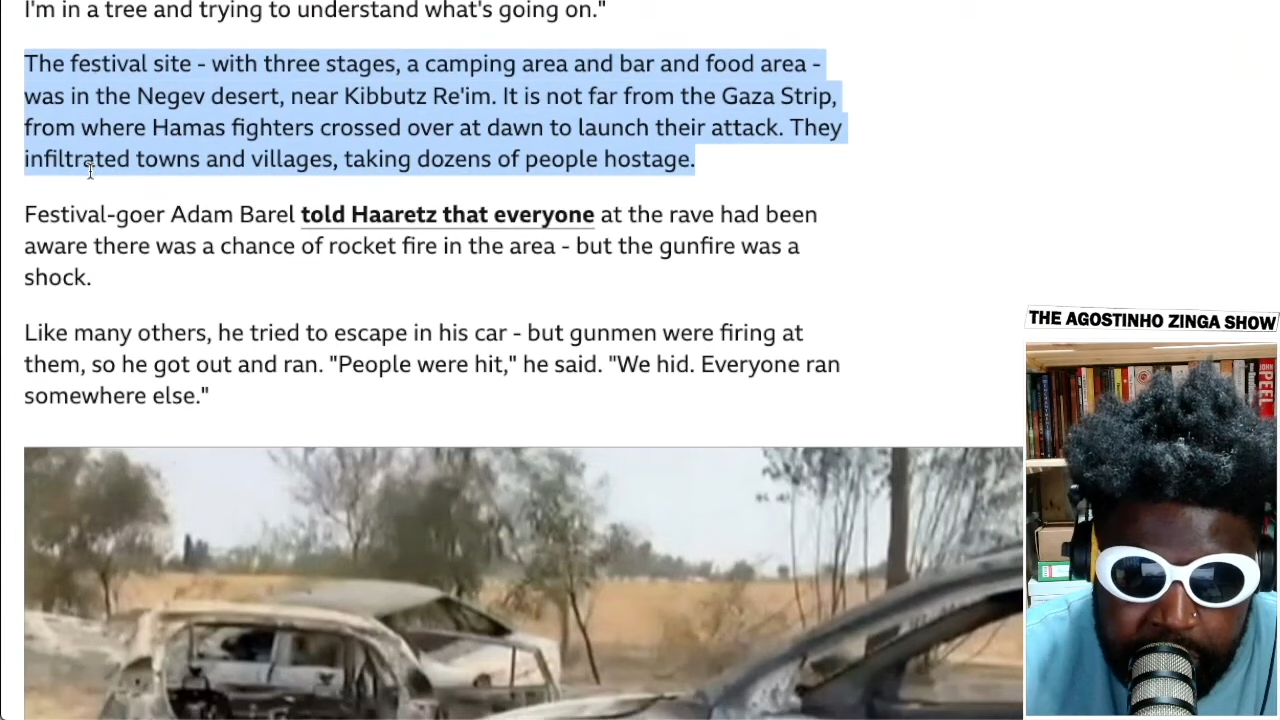 I'm in a tree and trying to understand what's going on."
The festival site - with three stages, a camping area and bar and food area -
was in the Negev desert, near Kibbutz Re'im. It is not far from the Gaza Strip,
from where Hamas fighters crossed over at dawn to launch their attack. They
infiltrated towns and villages, taking dozens of people hostage.
Festival-goer Adam Barel told Haaretz that everyone at the rave had been
aware there was a chance of rocket fire in the area - but the gunfire was a
shock.
Like many others, he tried to escape in his car - but gunmen were firing at
them, so he got out and ran. "People were hit," he said. "We hid. Everyone ran
somewhere else."
THE AGOSTINHO ZINGA SHOW
JOHN
PEEL